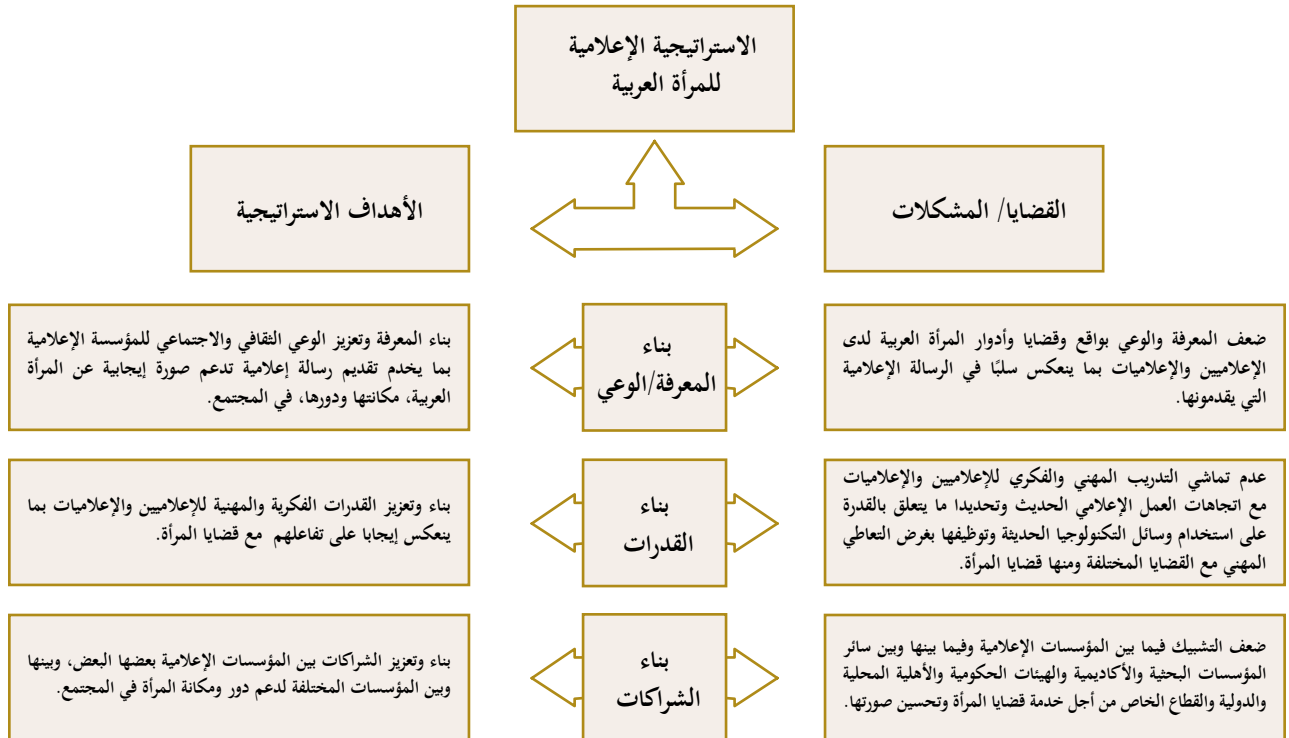 الاستراتيجية الإعلامية
للمرأة العربية
القضايا/ المشكلات
الأهداف الاستراتيجية
ضعف المعرفة والوعي بواقع وقضايا وأدوار المرأة العربية لدى
الإعلاميين والإعلاميات بما ينعكس سلبًا في الرسالة الإعلامية
التي يقدمونها.
بناء
المعرفة/الوعي
بناء المعرفة وتعزيز الوعي الثقافي والاجتماعي للمؤسسة الإعلامية
بما يخدم تقديم رسالة إعلامية تدعم صورة إيجابية عن المرأة
العربية، مكانتها ودورها، في المجتمع.
عدم تماشي التدريب المهني والفكري للإعلاميين والإعلاميات
مع اتجاهات العمل الإعلامي الحديث وتحديدا ما يتعلق بالقدرة
على استخدام وسائل التكنولوجيا الحديثة وتوظيفها بغرض التعاطي
المهني مع القضايا المختلفة ومنها قضايا المرأة.
بناء
القدرات
بناء وتعزيز القدرات الفكرية والمهنية للإعلاميين والإعلاميات بما
ينعكس إيجابا على تفاعلهم مع قضايا المرأة.
ضعف التشبيك فيما بين المؤسسات الإعلامية وفيما بينها وبين سائر
المؤسسات البحثية والأكاديمية والهيئات الحكومية والأهلية المحلية
والدولية والقطاع الخاص من أجل خدمة قضايا المرأة وتحسين صورتها.
بناء
الشراكات
بناء وتعزيز الشراكات بين المؤسسات الإعلامية بعضها البعض، وبينها
وبين المؤسسات المختلفة لدعم دور ومكانة المرأة في المجتمع.